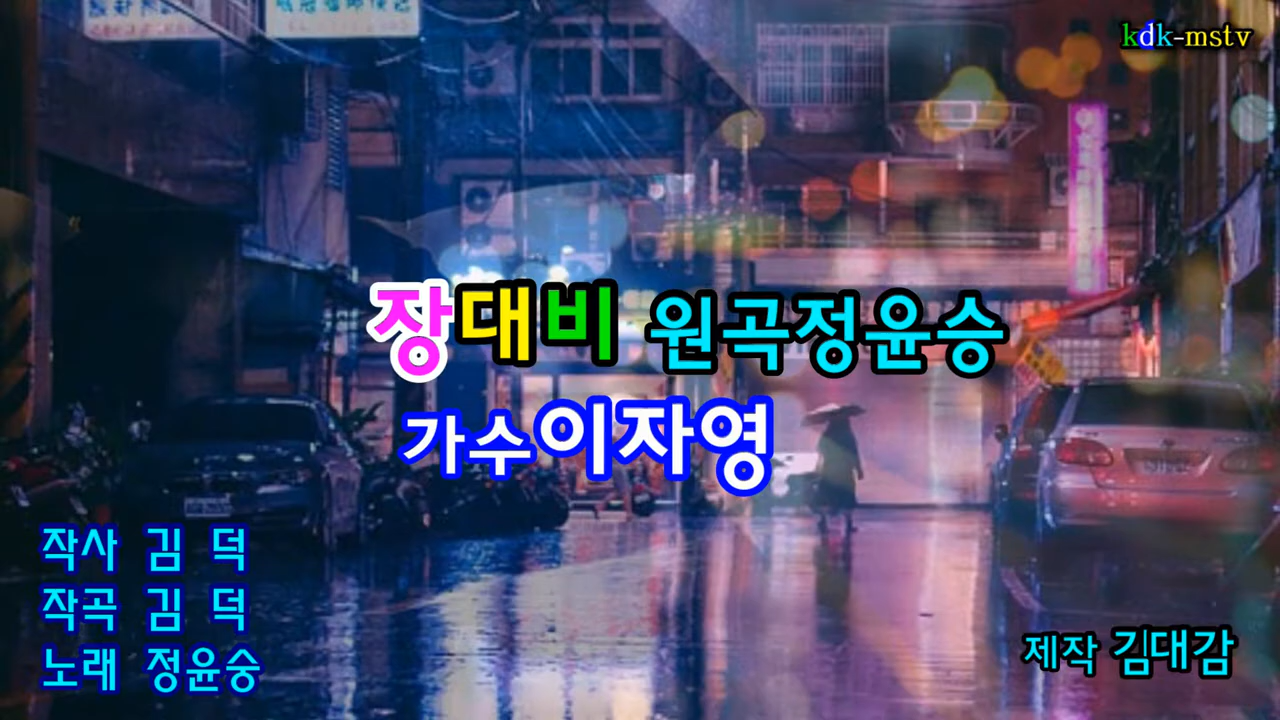 kdk-mstv
장대비 원곡정윤승
가수이자영
작사 김 덕
작곡 김 덕
노래 정윤숭
제작 김대감